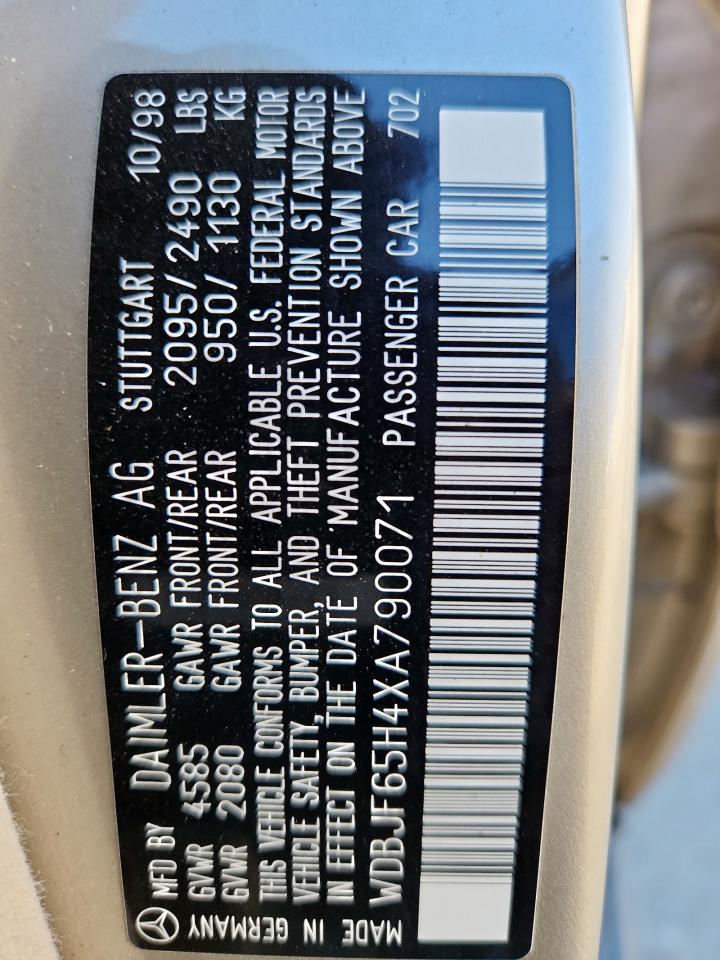 MFD BY DAIMLER-BENZ AG STUTTGART 10/98
GVWR 4585 GAWR FRONT/REAR 2095/2490 LBS
GVWR 2080 GAWR FRONT/REAR 950/1130 KG
THIS VEHICLE CONFORMS TO ALL APPLICABLE U.S. FEDERAL MOTOR
VEHICLE SAFETY, BUMPER, AND THEFT PREVENTION STANDARDS
IN EFFECT ON THE DATE OF MANUFACTURE SHOWN ABOVE
WDBJF65H4XA790071 PASSENGER CAR 702
MADE IN GERMANY